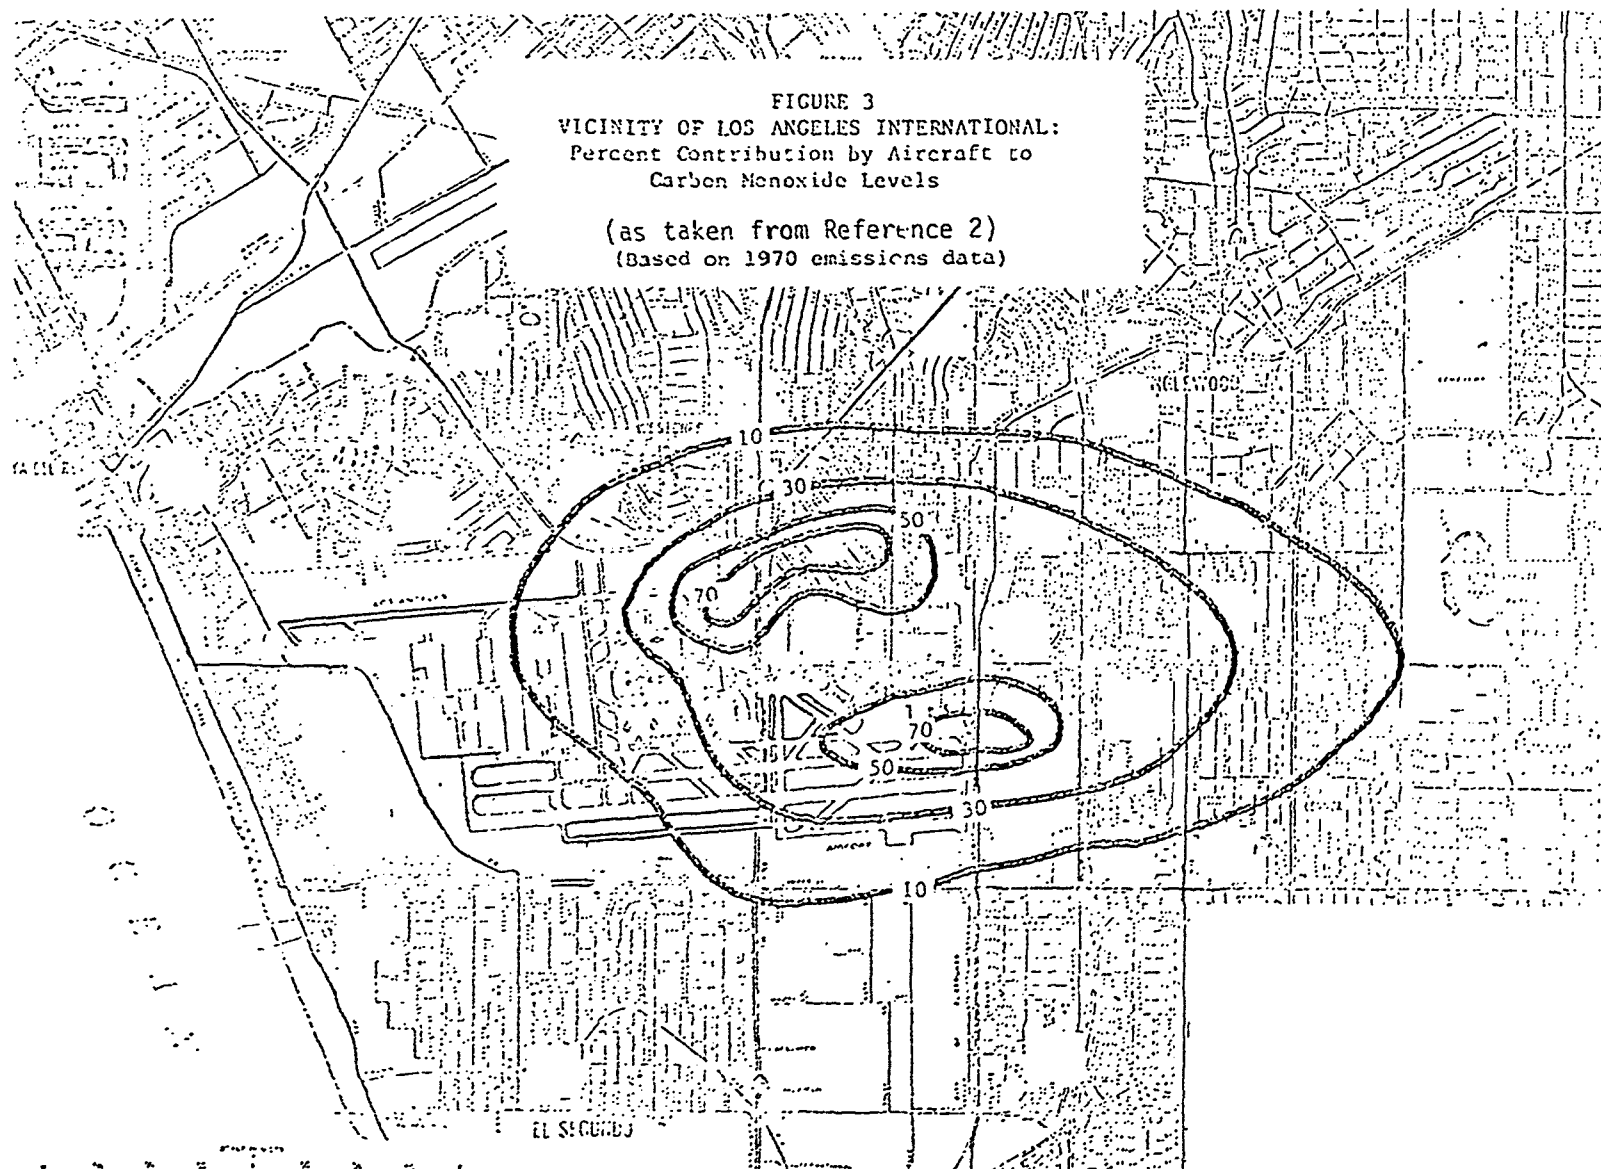 FIGURE 3
VICINITY OF LOS ANGELES INTERNATIONAL:
Percent Contribution by Aircraft to
Carbon Monoxide Levels
(as taken from Reference 2)
(Based on 1970 emissions data)
INGLEWOOD
10
30
50
70
70
50
30
AIRPORT
10
EL SEGUNDO